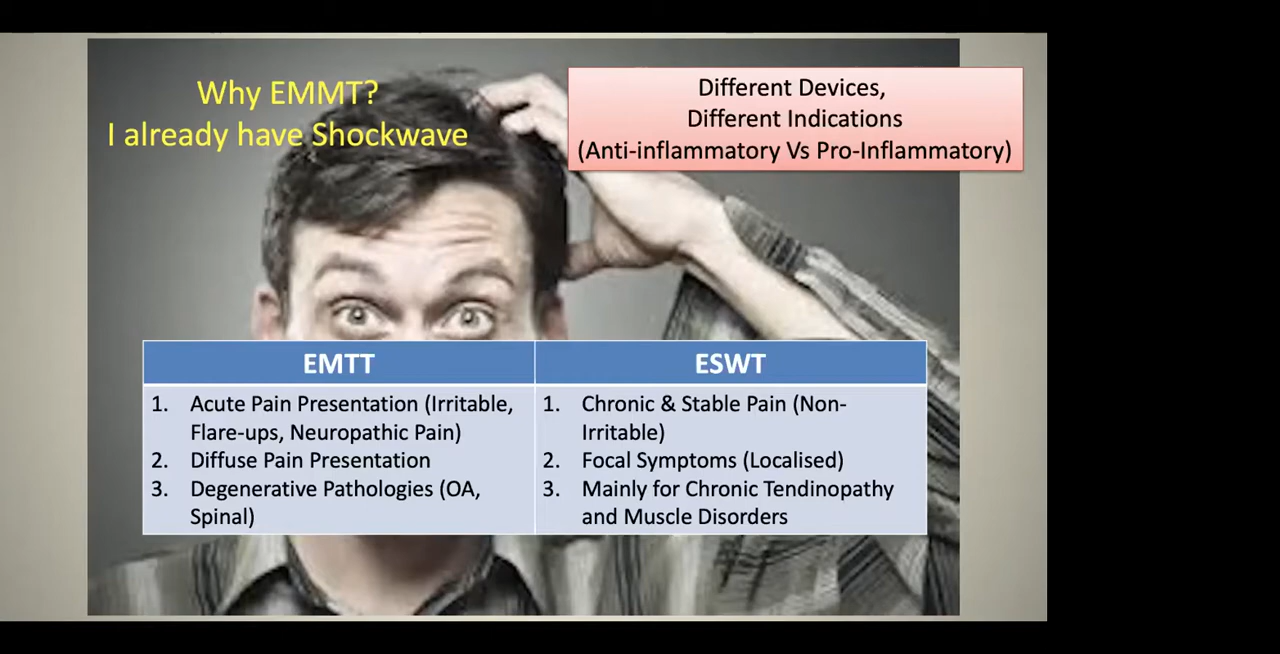 Why EMMT?
I already have Shockwave
Different Devices,
Different Indications
(Anti-inflammatory Vs Pro-Inflammatory)
EMTT
1. Acute Pain Presentation (Irritable,
Flare-ups, Neuropathic Pain)
2. Diffuse Pain Presentation
3. Degenerative Pathologies (OA,
Spinal)
ESWT
1. Chronic & Stable Pain (Non-
Irritable)
2. Focal Symptoms (Localised)
3. Mainly for Chronic Tendinopathy
and Muscle Disorders